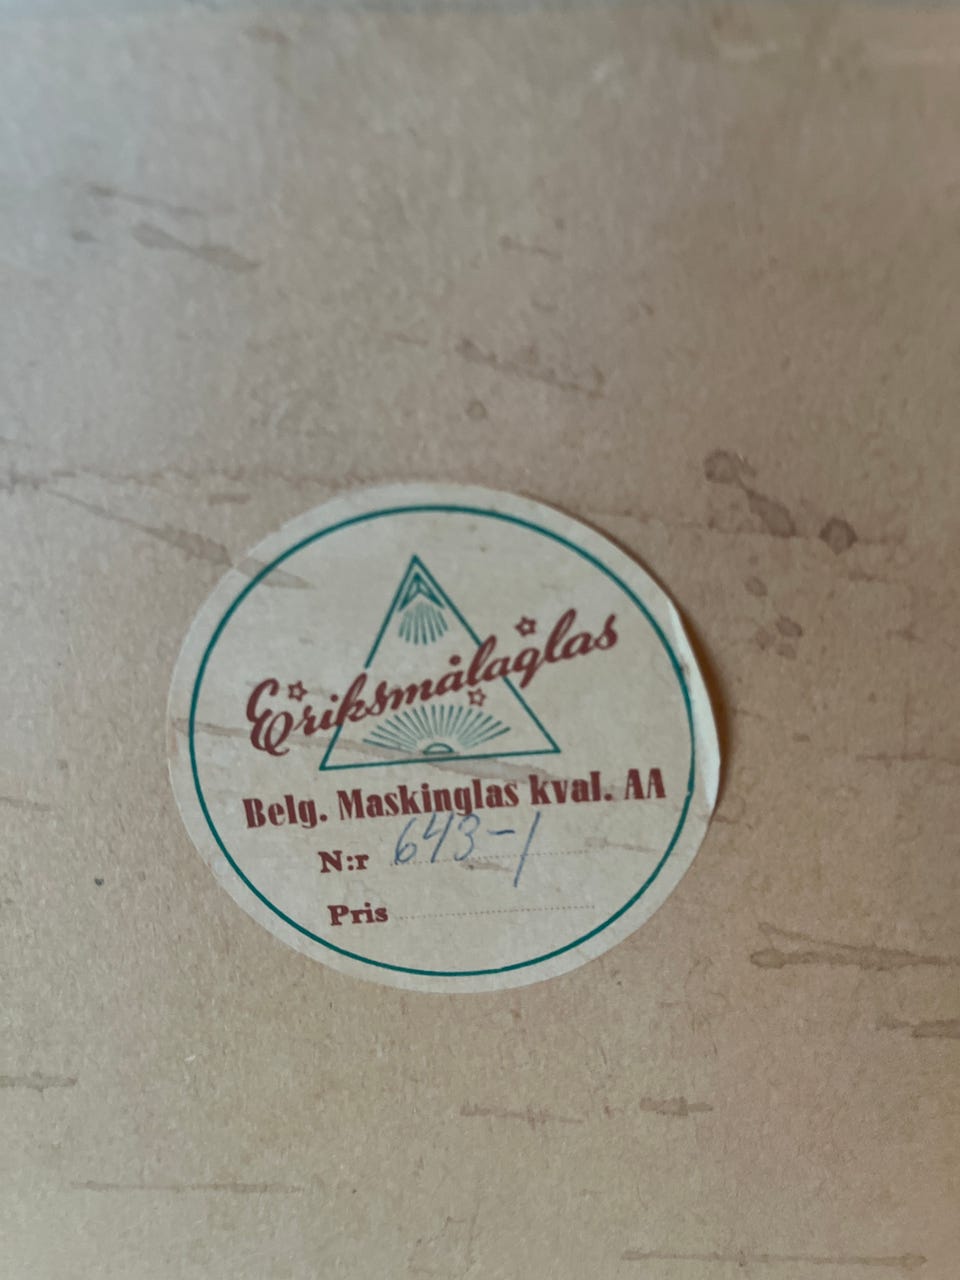 Eriksmålaglas
Belg. Maskinglas kval. AA
N:r 643-1
Pris